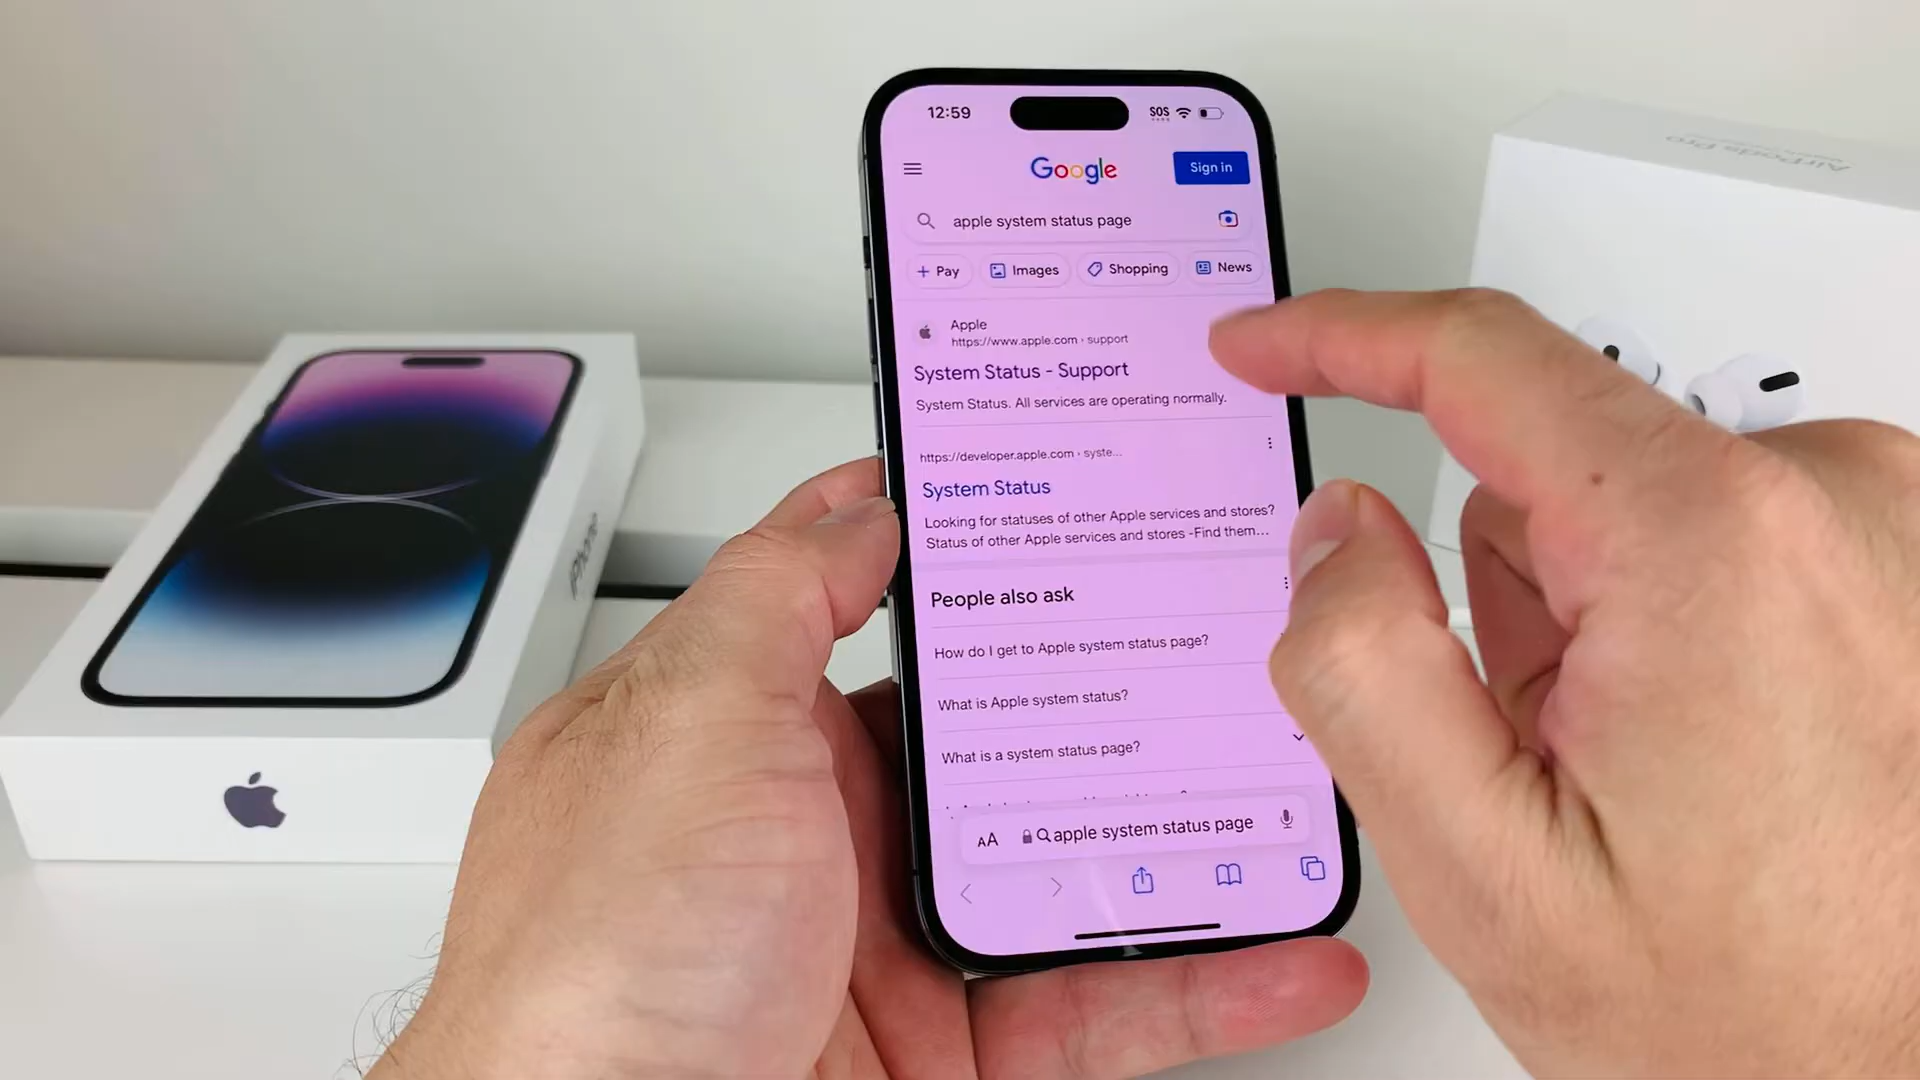 12:59
SOS
Google
Sign in
apple system status page
+ Pay
Images
Shopping
News
Apple
https://www.apple.com › support
System Status - Support
System Status. All services are operating normally.
https://developer.apple.com › syste...
System Status
Looking for statuses of other Apple services and stores?
Status of other Apple services and stores -Find them...
People also ask
How do I get to Apple system status page?
What is Apple system status?
What is a system status page?
AA
apple system status page
iPhone
AirPods Pro